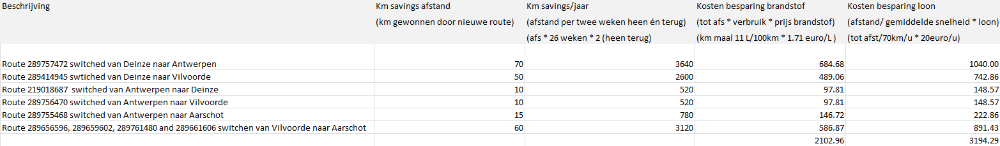 Beschrijving Km savings afstand Km savings/jaar Kosten besparing brandstof Kosten besparing loon
(km gewonnen door nieuwe route) (afstand per twee weken heen én terug) (tot afs * verbruik * prijs brandstof) (afstand/ gemiddelde snelheid * loon)
(afs * 26 weken * 2 (heen terug) (km maal 11 L/100km * 1.71 euro/L ) (tot afst/70km/u * 20euro/u)
Route 289757472 switched van Deinze naar Antwerpen 70 3640 684.68 1040.00
Route 289414945 swtiched van Deinze naar Vilvoorde 50 2600 489.06 742.86
Route 219018687 switched van Antwerpen naar Deinze 10 520 97.81 148.57
Route 289756470 switched van Antwerpen naar Vilvoorde 10 520 97.81 148.57
Route 289755468 switched van Antwerpen naar Aarschot 15 780 146.72 222.86
Route 289656596, 289659602, 289761480 and 289661606 switchen van Vilvoorde naar Aarschot 60 3120 586.87 891.43
2102.96 3194.29